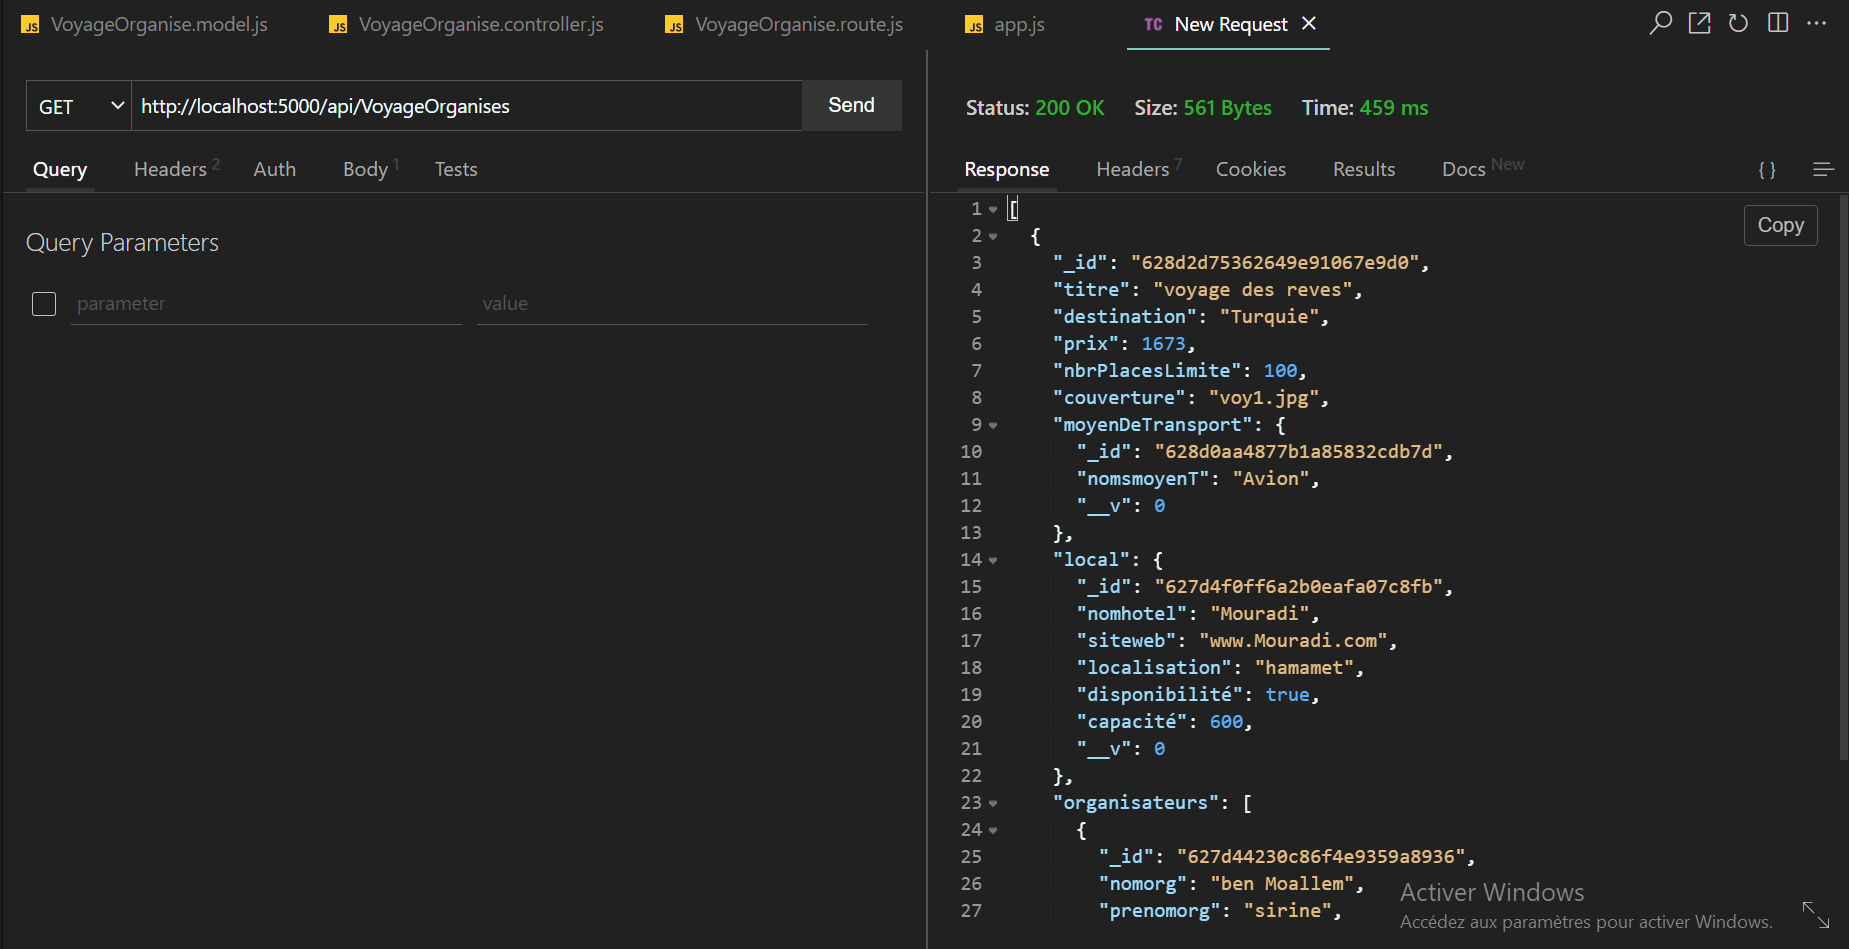 JS VoyageOrganise.model.js JS VoyageOrganise.controller.js JS VoyageOrganise.route.js JS app.js TC New Request
GET http://localhost:5000/api/VoyageOrganises Send
Query Headers 2 Auth Body 1 Tests
Query Parameters
parameter value
Status: 200 OK Size: 561 Bytes Time: 459 ms
Response Headers 7 Cookies Results Docs New { }
Copy
1 [
2 {
3 "_id": "628d2d75362649e91067e9d0",
4 "titre": "voyage des reves",
5 "destination": "Turquie",
6 "prix": 1673,
7 "nbrPlacesLimite": 100,
8 "couverture": "voy1.jpg",
9 "moyenDeTransport": {
10 "_id": "628d0aa4877b1a85832cdb7d",
11 "nomsmoyenT": "Avion",
12 "__v": 0
13 },
14 "local": {
15 "_id": "627d4f0ff6a2b0eafa07c8fb",
16 "nomhotel": "Mouradi",
17 "siteweb": "www.Mouradi.com",
18 "localisation": "hamamet",
19 "disponibilité": true,
20 "capacité": 600,
21 "__v": 0
22 },
23 "organisateurs": [
24 {
25 "_id": "627d44230c86f4e9359a8936",
26 "nomorg": "ben Moallem",
27 "prenomorg": "sirine",
Activer Windows
Accédez aux paramètres pour activer Windows.